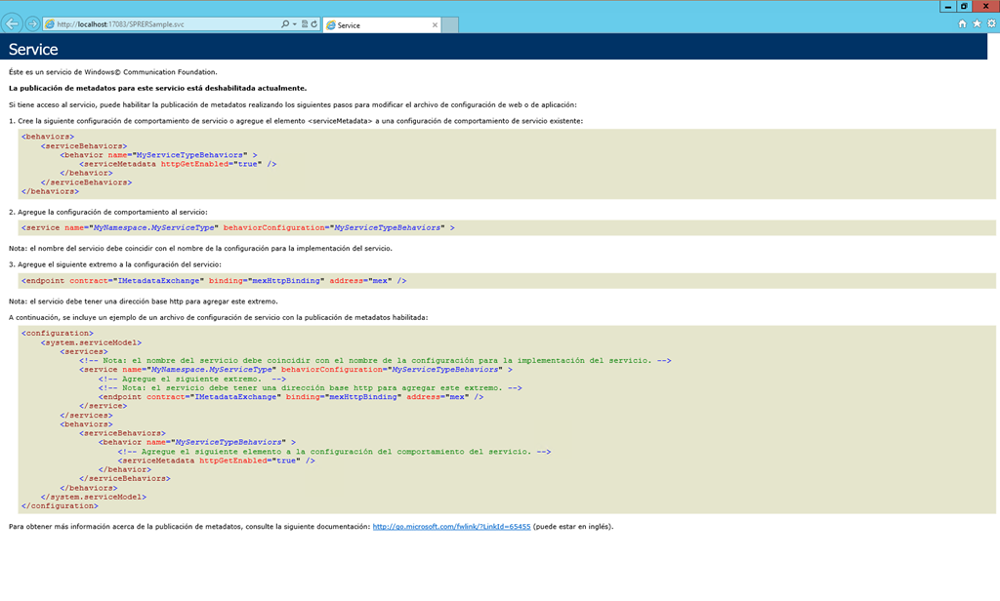 http://localhost:17083/SPRERSample.svc
Service
Service
Éste es un servicio de Windows© Communication Foundation.
La publicación de metadatos para este servicio está deshabilitada actualmente.
Si tiene acceso al servicio, puede habilitar la publicación de metadatos realizando los siguientes pasos para modificar el archivo de configuración de web o de aplicación:
1. Cree la siguiente configuración de comportamiento de servicio o agregue el elemento <serviceMetadata> a una configuración de comportamiento de servicio existente:
<behaviors>
<serviceBehaviors>
<behavior name="MyServiceTypeBehaviors" >
<serviceMetadata httpGetEnabled="true" />
</behavior>
</serviceBehaviors>
</behaviors>
2. Agregue la configuración de comportamiento al servicio:
<service name="MyNamespace.MyServiceType" behaviorConfiguration="MyServiceTypeBehaviors" >
Nota: el nombre del servicio debe coincidir con el nombre de la configuración para la implementación del servicio.
3. Agregue el siguiente extremo a la configuración del servicio:
<endpoint contract="IMetadataExchange" binding="mexHttpBinding" address="mex" />
Nota: el servicio debe tener una dirección base http para agregar este extremo.
A continuación, se incluye un ejemplo de un archivo de configuración de servicio con la publicación de metadatos habilitada:
<configuration>
<system.serviceModel>
<services>
<!-- Nota: el nombre del servicio debe coincidir con el nombre de la configuración para la implementación del servicio. -->
<service name="MyNamespace.MyServiceType" behaviorConfiguration="MyServiceTypeBehaviors" >
<!-- Agregue el siguiente extremo.  -->
<!-- Nota: el servicio debe tener una dirección base http para agregar este extremo. -->
<endpoint contract="IMetadataExchange" binding="mexHttpBinding" address="mex" />
</service>
</services>
<behaviors>
<serviceBehaviors>
<behavior name="MyServiceTypeBehaviors" >
<!-- Agregue el siguiente elemento a la configuración del comportamiento del servicio. -->
<serviceMetadata httpGetEnabled="true" />
</behavior>
</serviceBehaviors>
</behaviors>
</system.serviceModel>
</configuration>
Para obtener más información acerca de la publicación de metadatos, consulte la siguiente documentación: http://go.microsoft.com/fwlink/?LinkId=65455 (puede estar en inglés).